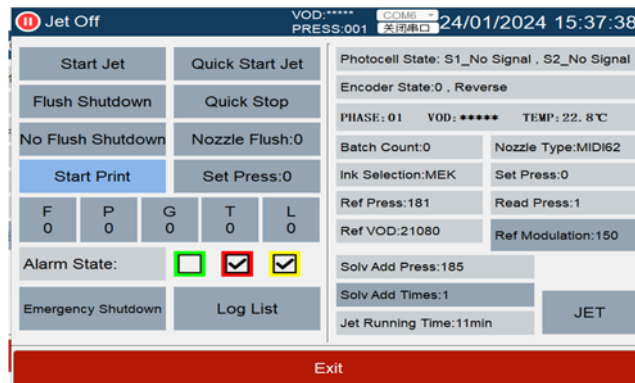 Jet Off
VOD:*****
PRESS:001
COM6
关闭串口
24/01/2024 15:37:38
Start Jet
Quick Start Jet
Flush Shutdown
Quick Stop
No Flush Shutdown
Nozzle Flush:0
Start Print
Set Press:0
F P G T L
0 0 0 0 0
Alarm State:
Emergency Shutdown
Log List
Photocell State: S1_No Signal , S2_No Signal
Encoder State:0 , Reverse
PHASE:01 VOD:***** TEMP:22.8℃
Batch Count:0
Nozzle Type:MIDI62
Ink Selection:MEK
Set Press:0
Ref Press:181
Read Press:1
Ref VOD:21080
Ref Modulation:150
Solv Add Press:185
Solv Add Times:1
Jet Running Time:11min
JET
Exit